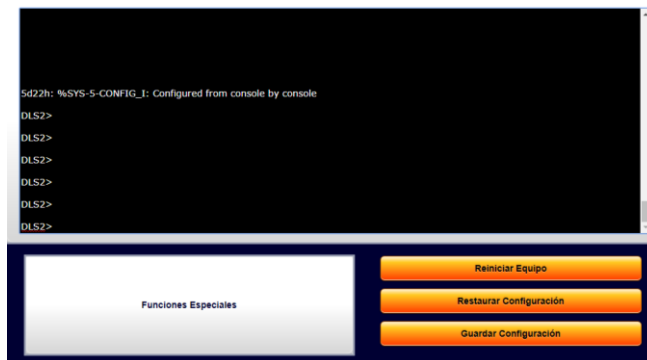 5d22h: %SYS-5-CONFIG_I: Configured from console by console
DLS2>
DLS2>
DLS2>
DLS2>
DLS2>
DLS2>
Funciones Especiales
Reiniciar Equipo
Restaurar Configuración
Guardar Configuración